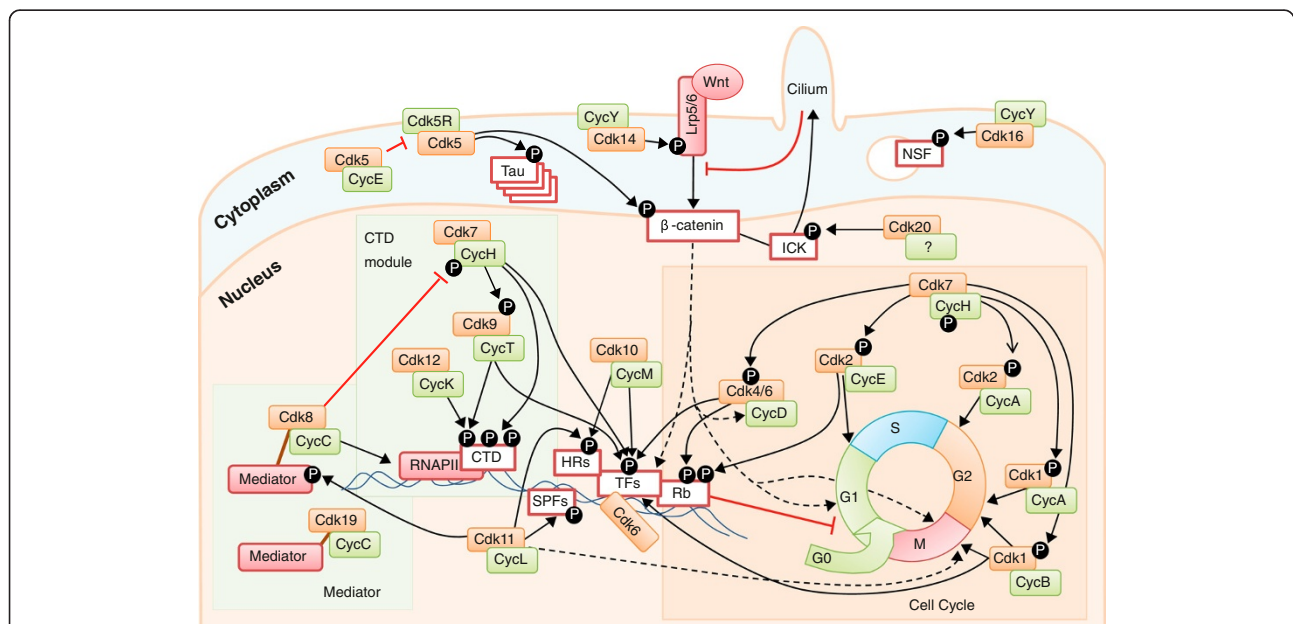 Wnt
Cilium
Lrp5/6
CycY
Cdk14
P
Cdk5R
Cdk5
Cdk5
CycE
P
Tau
CycY
Cdk16
P
NSF
Cytoplasm
P
β-catenin
P
ICK
Cdk20
?
Nucleus
CTD
module
Cdk7
CycH
P
P
Cdk9
CycT
Cdk12
CycK
Cdk10
CycM
Cdk7
CycH
P
P
Cdk2
CycE
P
Cdk2
CycA
P
Cdk4/6
CycD
Cdk8
CycC
Mediator
P
RNAPII
P P P
CTD
P
HRs
P
TFs
P P
Rb
SPFs
P
Cdk6
S
G2
G1
M
G0
P
Cdk1
CycA
P
Cdk1
CycB
Cdk19
CycC
Mediator
Cdk11
CycL
Mediator
Cell Cycle